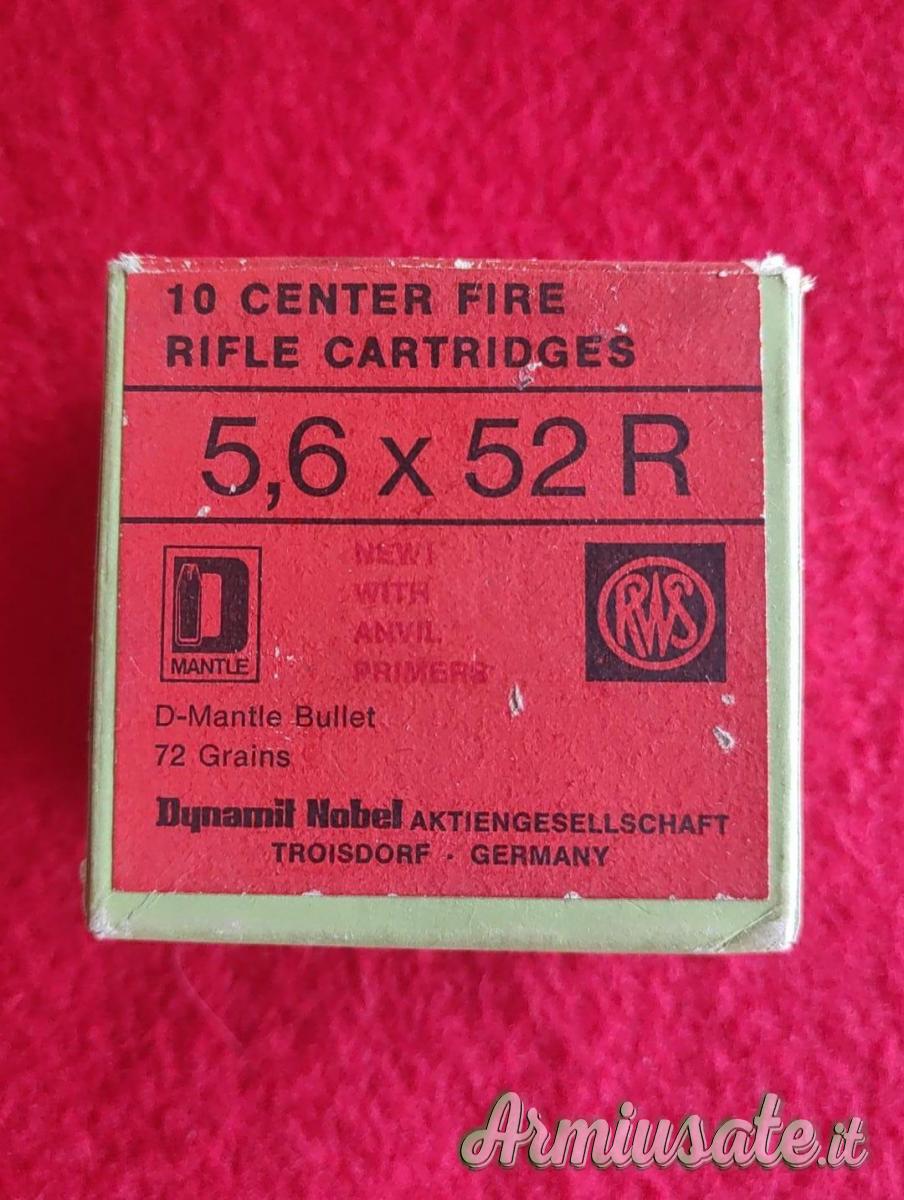 10 CENTER FIRE
RIFLE CARTRIDGES
5,6 x 52 R
D
MANTLE
NEW!
WITH
ANVIL
PRIMERS
RWS
D-Mantle Bullet
72 Grains
Dynamit Nobel AKTIENGESELLSCHAFT
TROISDORF · GERMANY
Armiusate.it